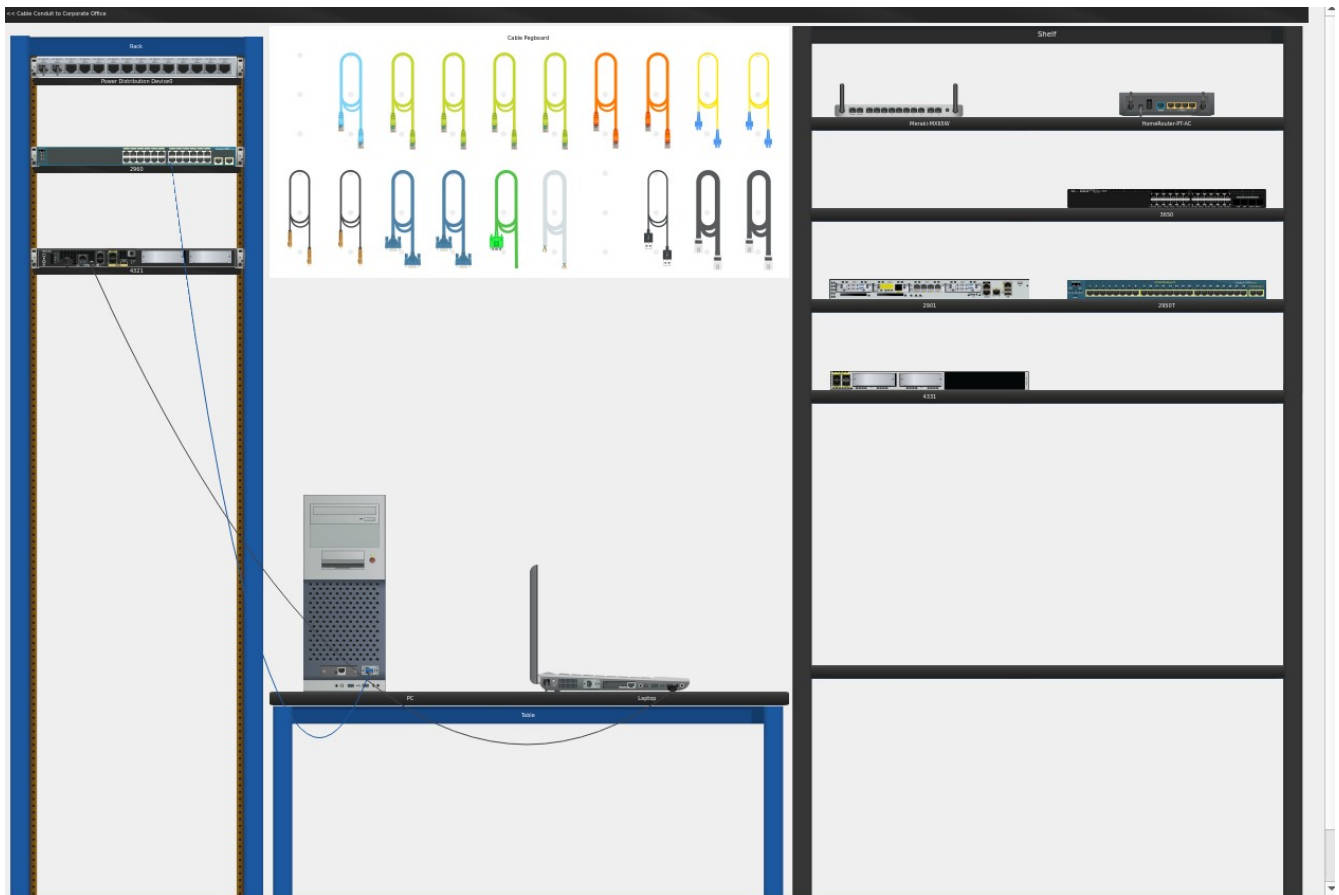 << Cable Conduit to Corporate Office
Rack
Power Distribution Device0
2960
4321
Cable Pegboard
PC
Laptop
Table
Shelf
Meraki-MX65W
HomeRouter-PT-AC
3650
2901
2950T
4331